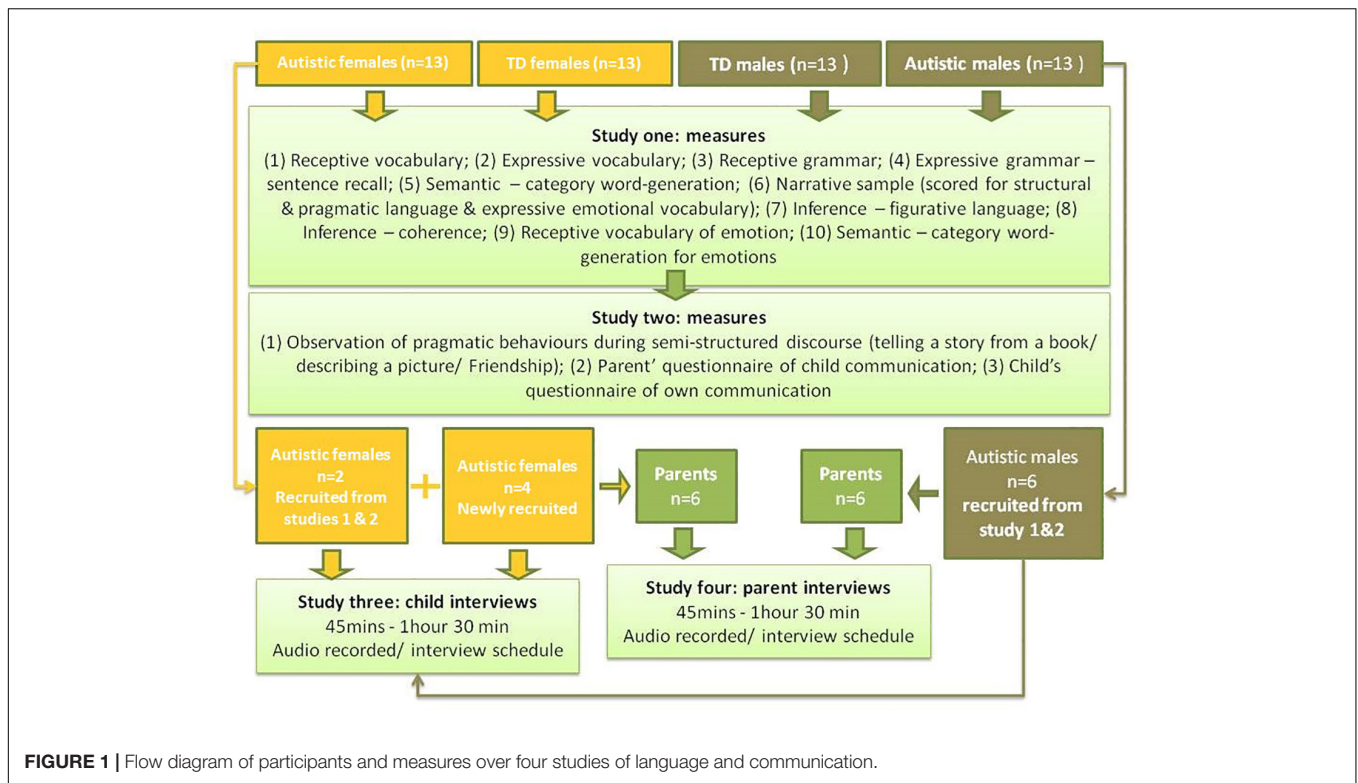 Autistic females (n=13)
TD females (n=13)
TD males (n=13 )
Autistic males (n=13 )
Study one: measures
(1) Receptive vocabulary; (2) Expressive vocabulary; (3) Receptive grammar; (4) Expressive grammar –
sentence recall; (5) Semantic – category word-generation; (6) Narrative sample (scored for structural
& pragmatic language & expressive emotional vocabulary); (7) Inference – figurative language; (8)
Inference – coherence; (9) Receptive vocabulary of emotion; (10) Semantic – category word-
generation for emotions
Study two: measures
(1) Observation of pragmatic behaviours during semi-structured discourse (telling a story from a book/
describing a picture/ Friendship); (2) Parent’ questionnaire of child communication; (3) Child’s
questionnaire of own communication
Autistic females
n=2
Recruited from
studies 1 & 2
+
Autistic females
n=4
Newly recruited
Parents
n=6
Parents
n=6
Autistic males
n=6
recruited from
study 1&2
Study three: child interviews
45mins - 1hour 30 min
Audio recorded/ interview schedule
Study four: parent interviews
45mins - 1hour 30 min
Audio recorded/ interview schedule
FIGURE 1 | Flow diagram of participants and measures over four studies of language and communication.